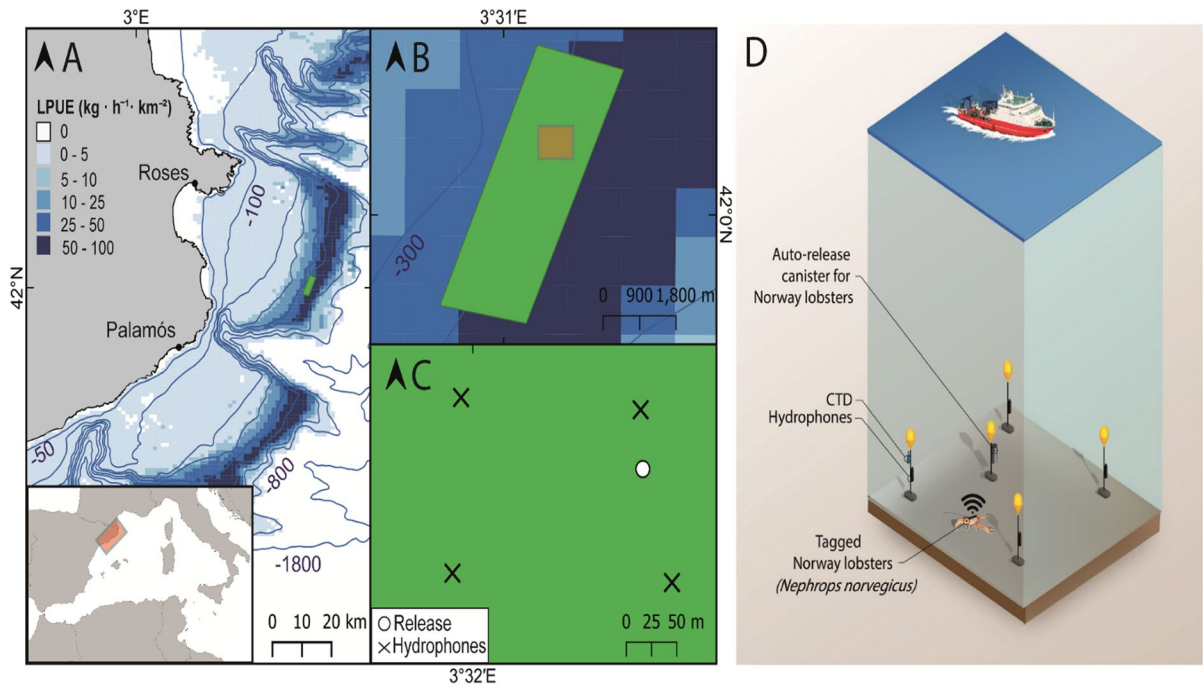 3°E
3°31'E
A
LPUE (kg · h⁻¹· km⁻²)
0
0 - 5
5 - 10
10 - 25
25 - 50
50 - 100
Roses
-100
42°N
Palamós
-50
-800
-1800
0 10 20 km
B
-300
42°0'N
0 900 1,800 m
C
Release
Hydrophones
0 25 50 m
3°32'E
D
Auto-release
canister for
Norway lobsters
CTD
Hydrophones
Tagged
Norway lobsters
(Nephrops norvegicus)